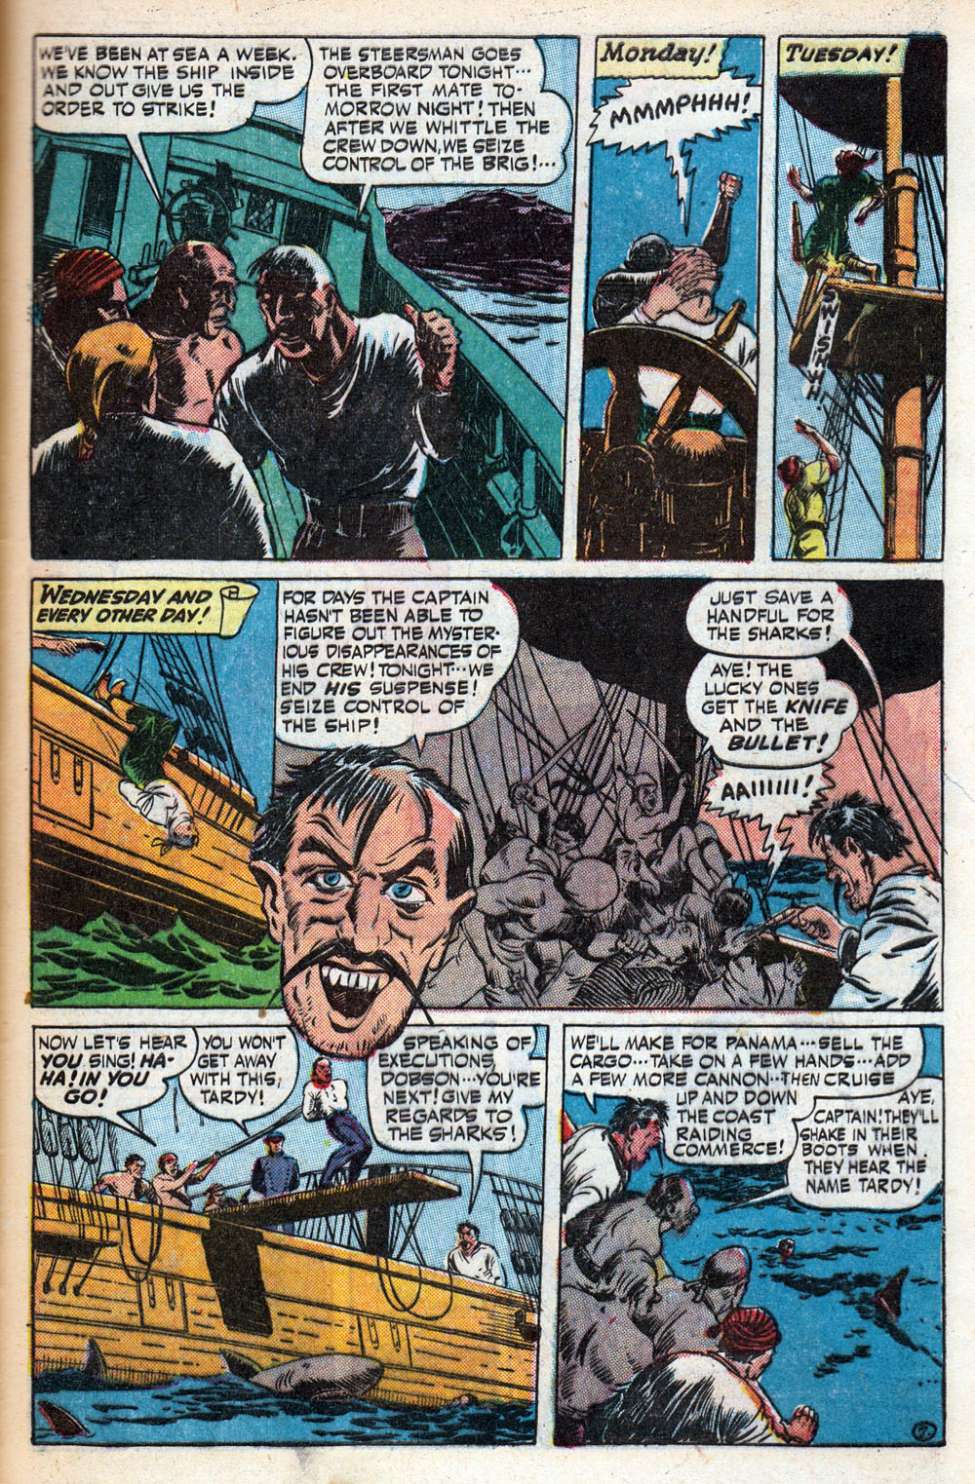 WE'VE BEEN AT SEA A WEEK.
WE KNOW THE SHIP INSIDE
AND OUT GIVE US THE
ORDER TO STRIKE!
THE STEERSMAN GOES
OVERBOARD TONIGHT...
THE FIRST MATE TO-
MORROW NIGHT! THEN
AFTER WE WHITTLE THE
CREW DOWN, WE SEIZE
CONTROL OF THE BRIG!...
Monday!
MMMPHHH!
TUESDAY!
SWISHHH!
WEDNESDAY AND
EVERY OTHER DAY!
FOR DAYS THE CAPTAIN
HASN'T BEEN ABLE TO
FIGURE OUT THE MYSTER-
IOUS DISAPPEARANCES OF
HIS CREW! TONIGHT...WE
END HIS SUSPENSE!
SEIZE CONTROL OF
THE SHIP!
JUST SAVE A
HANDFUL FOR
THE SHARKS!
AYE! THE
LUCKY ONES
GET THE KNIFE
AND THE
BULLET!
AAIIIIII!
NOW LET'S HEAR
YOU SING! HA-
HA! IN YOU
GO!
YOU WON'T
GET AWAY
WITH THIS,
TARDY!
SPEAKING OF
EXECUTIONS,
DOBSON...YOU'RE
NEXT! GIVE MY
REGARDS TO
THE SHARKS!
WE'LL MAKE FOR PANAMA...SELL THE
CARGO...TAKE ON A FEW HANDS...ADD
A FEW MORE CANNON...THEN CRUISE
UP AND DOWN
THE COAST
RAIDING
COMMERCE!
AYE,
CAPTAIN! THEY'LL
SHAKE IN THEIR
BOOTS WHEN
THEY HEAR THE
NAME TARDY!
7.